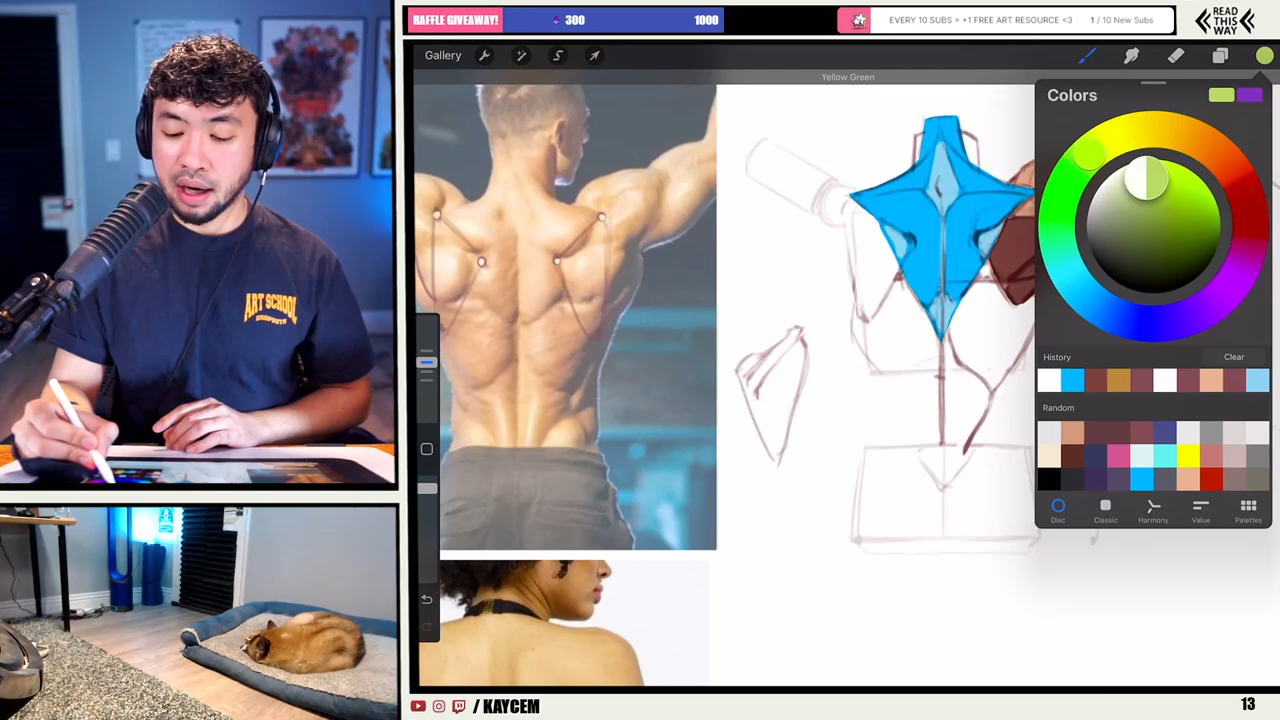 RAFFLE GIVEAWAY!
300
1000
EVERY 10 SUBS = +1 FREE ART RESOURCE <3
1 / 10 New Subs
READ
THIS
WAY
Gallery
Yellow Green
Colors
History
Clear
Random
Disc
Classic
Harmony
Value
Palettes
ART SCHOOL
DROPOUTS
/ KAYCEM
13